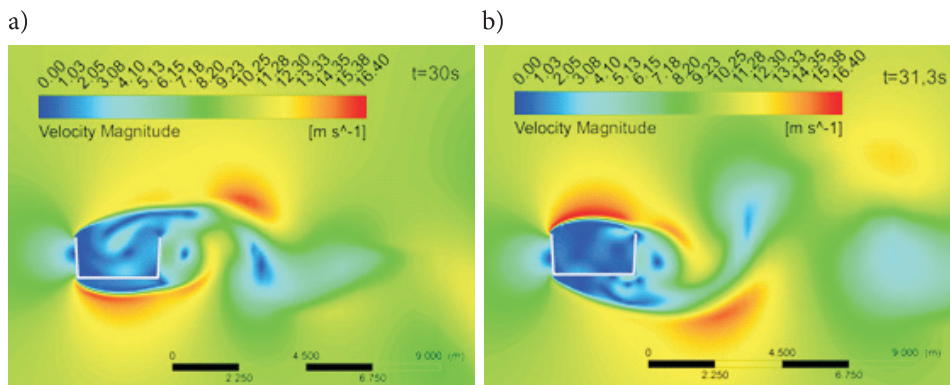 a)
0.00 1.03 2.05 3.08 4.10 5.13 6.15 7.18 8.20 9.23 10.25 11.28 12.30 13.33 14.35 15.38 16.40
t=30s
Velocity Magnitude [m s^-1]
0 4.500 9 000 (m)
2.250 6.750
b)
0.00 1.03 2.05 3.08 4.10 5.13 6.15 7.18 8.20 9.23 10.25 11.28 12.30 13.33 14.35 15.38 16.40
t=31,3s
Velocity Magnitude [m s^-1]
0 4.500 9.000 (m)
2.250 6.750